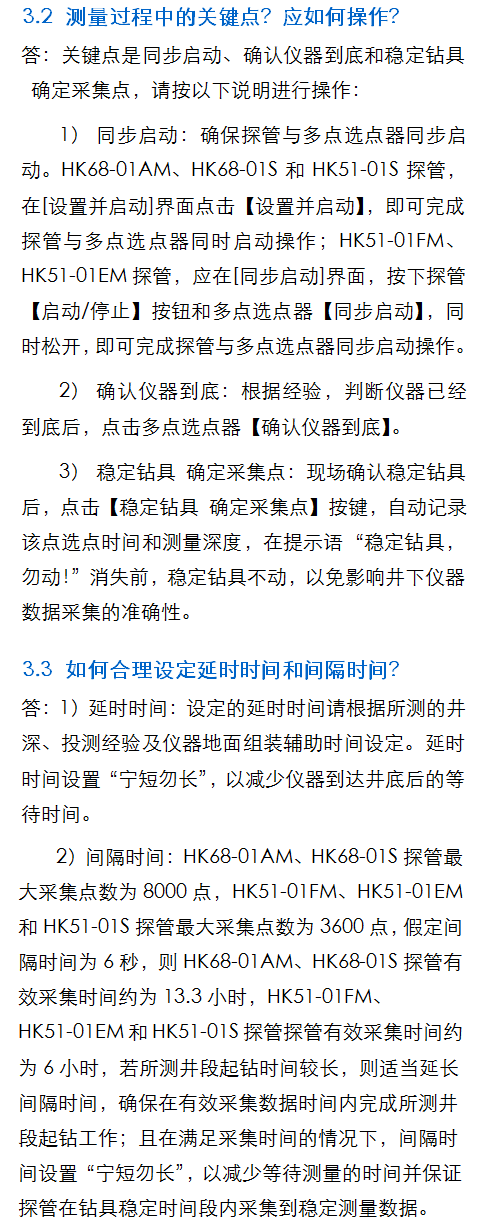 3.2 测量过程中的关键点？应如何操作？
答：关键点是同步启动、确认仪器到底和稳定钻具
确定采集点，请按以下说明进行操作：
1） 同步启动：确保探管与多点选点器同步启
动。HK68-01AM、HK68-01S 和 HK51-01S 探管，
在[设置并启动]界面点击【设置并启动】，即可完成
探管与多点选点器同时启动操作；HK51-01FM、
HK51-01EM 探管，应在[同步启动]界面，按下探管
【启动/停止】按钮和多点选点器【同步启动】，同
时松开，即可完成探管与多点选点器同步启动操作。
2） 确认仪器到底：根据经验，判断仪器已经
到底后，点击多点选点器【确认仪器到底】。
3） 稳定钻具 确定采集点：现场确认稳定钻具
后，点击【稳定钻具 确定采集点】按键，自动记录
该点选点时间和测量深度，在提示语“稳定钻具，
勿动！”消失前，稳定钻具不动，以免影响井下仪器
数据采集的准确性。
3.3 如何合理设定延时时间和间隔时间？
答：1）延时时间：设定的延时时间请根据所测的井
深、投测经验及仪器地面组装辅助时间设定。延时
时间设置“宁短勿长”，以减少仪器到达井底后的等
待时间。
2）间隔时间：HK68-01AM、HK68-01S 探管最
大采集点数为 8000 点，HK51-01FM、HK51-01EM
和 HK51-01S 探管最大采集点数为 3600 点，假定间
隔时间为 6 秒，则 HK68-01AM、HK68-01S 探管有
效采集时间约为 13.3 小时，HK51-01FM、
HK51-01EM 和 HK51-01S 探管探管有效采集时间约
为 6 小时，若所测井段起钻时间较长，则适当延长
间隔时间，确保在有效采集数据时间内完成所测井
段起钻工作；且在满足采集时间的情况下，间隔时
间设置“宁短勿长”，以减少等待测量的时间并保证
探管在钻具稳定时间段内采集到稳定测量数据。